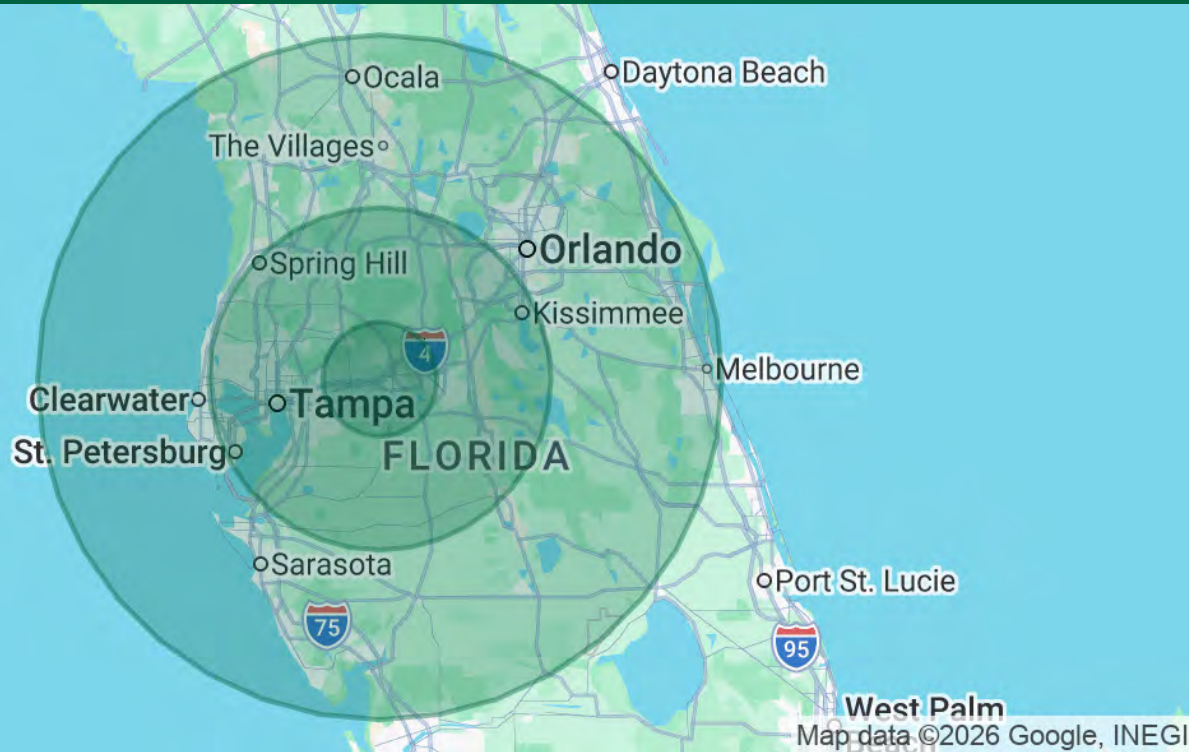 Ocala
Daytona Beach
The Villages
Orlando
Spring Hill
Kissimmee
4
Melbourne
Clearwater
Tampa
St. Petersburg
FLORIDA
Sarasota
Port St. Lucie
75
95
West Palm
Beach
Map data ©2026 Google, INEGI